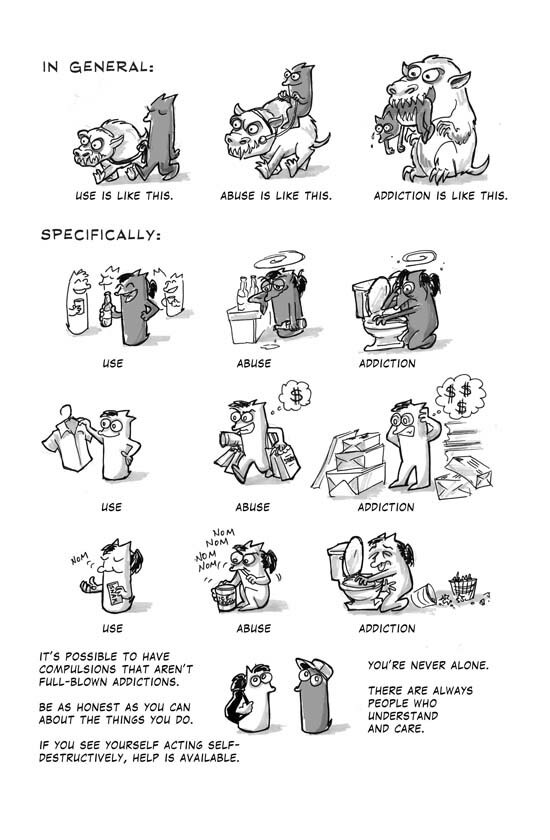 IN GENERAL:
USE IS LIKE THIS.
ABUSE IS LIKE THIS.
ADDICTION IS LIKE THIS.
SPECIFICALLY:
USE
ABUSE
ADDICTION
$
$ $
$
USE
ABUSE
ADDICTION
NOM
NOM
NOM
NOM
NOM
USE
ABUSE
ADDICTION
IT'S POSSIBLE TO HAVE
COMPULSIONS THAT AREN'T
FULL-BLOWN ADDICTIONS.
BE AS HONEST AS YOU CAN
ABOUT THE THINGS YOU DO.
IF YOU SEE YOURSELF ACTING SELF-
DESTRUCTIVELY, HELP IS AVAILABLE.
YOU'RE NEVER ALONE.
THERE ARE ALWAYS
PEOPLE WHO
UNDERSTAND
AND CARE.